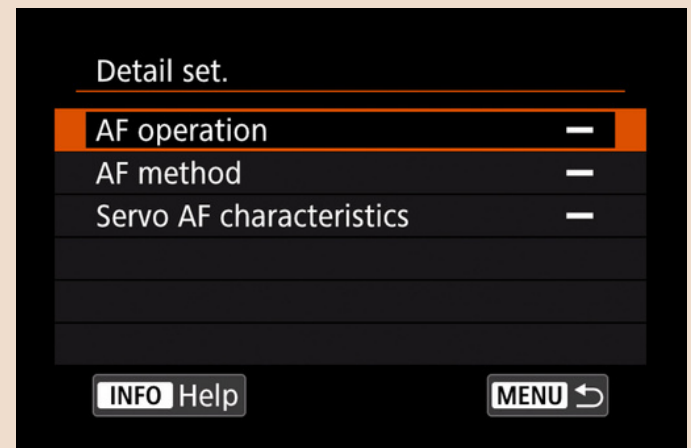 Detail set.
AF operation —
AF method —
Servo AF characteristics —
INFO Help MENU